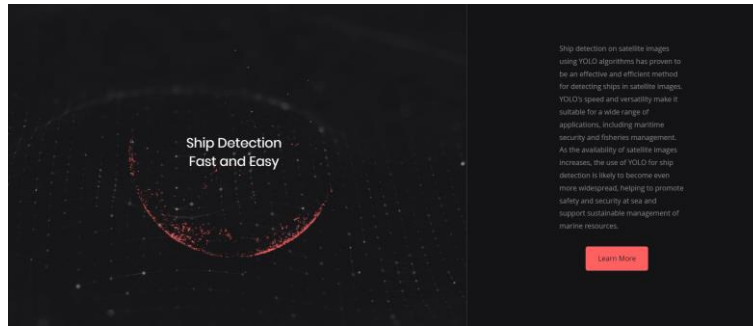 Ship Detection
Fast and Easy
Ship detection on satellite images
using YOLO algorithms has proven to
be an effective and efficient method
for detecting ships in satellite images.
YOLO's speed and versatility make it
suitable for a wide range of
applications, including maritime
security and fisheries management.
As the availability of satellite images
increases, the use of YOLO for ship
detection is likely to become even
more widespread, helping to promote
safety and security at sea and
support sustainable management of
marine resources.
Learn More